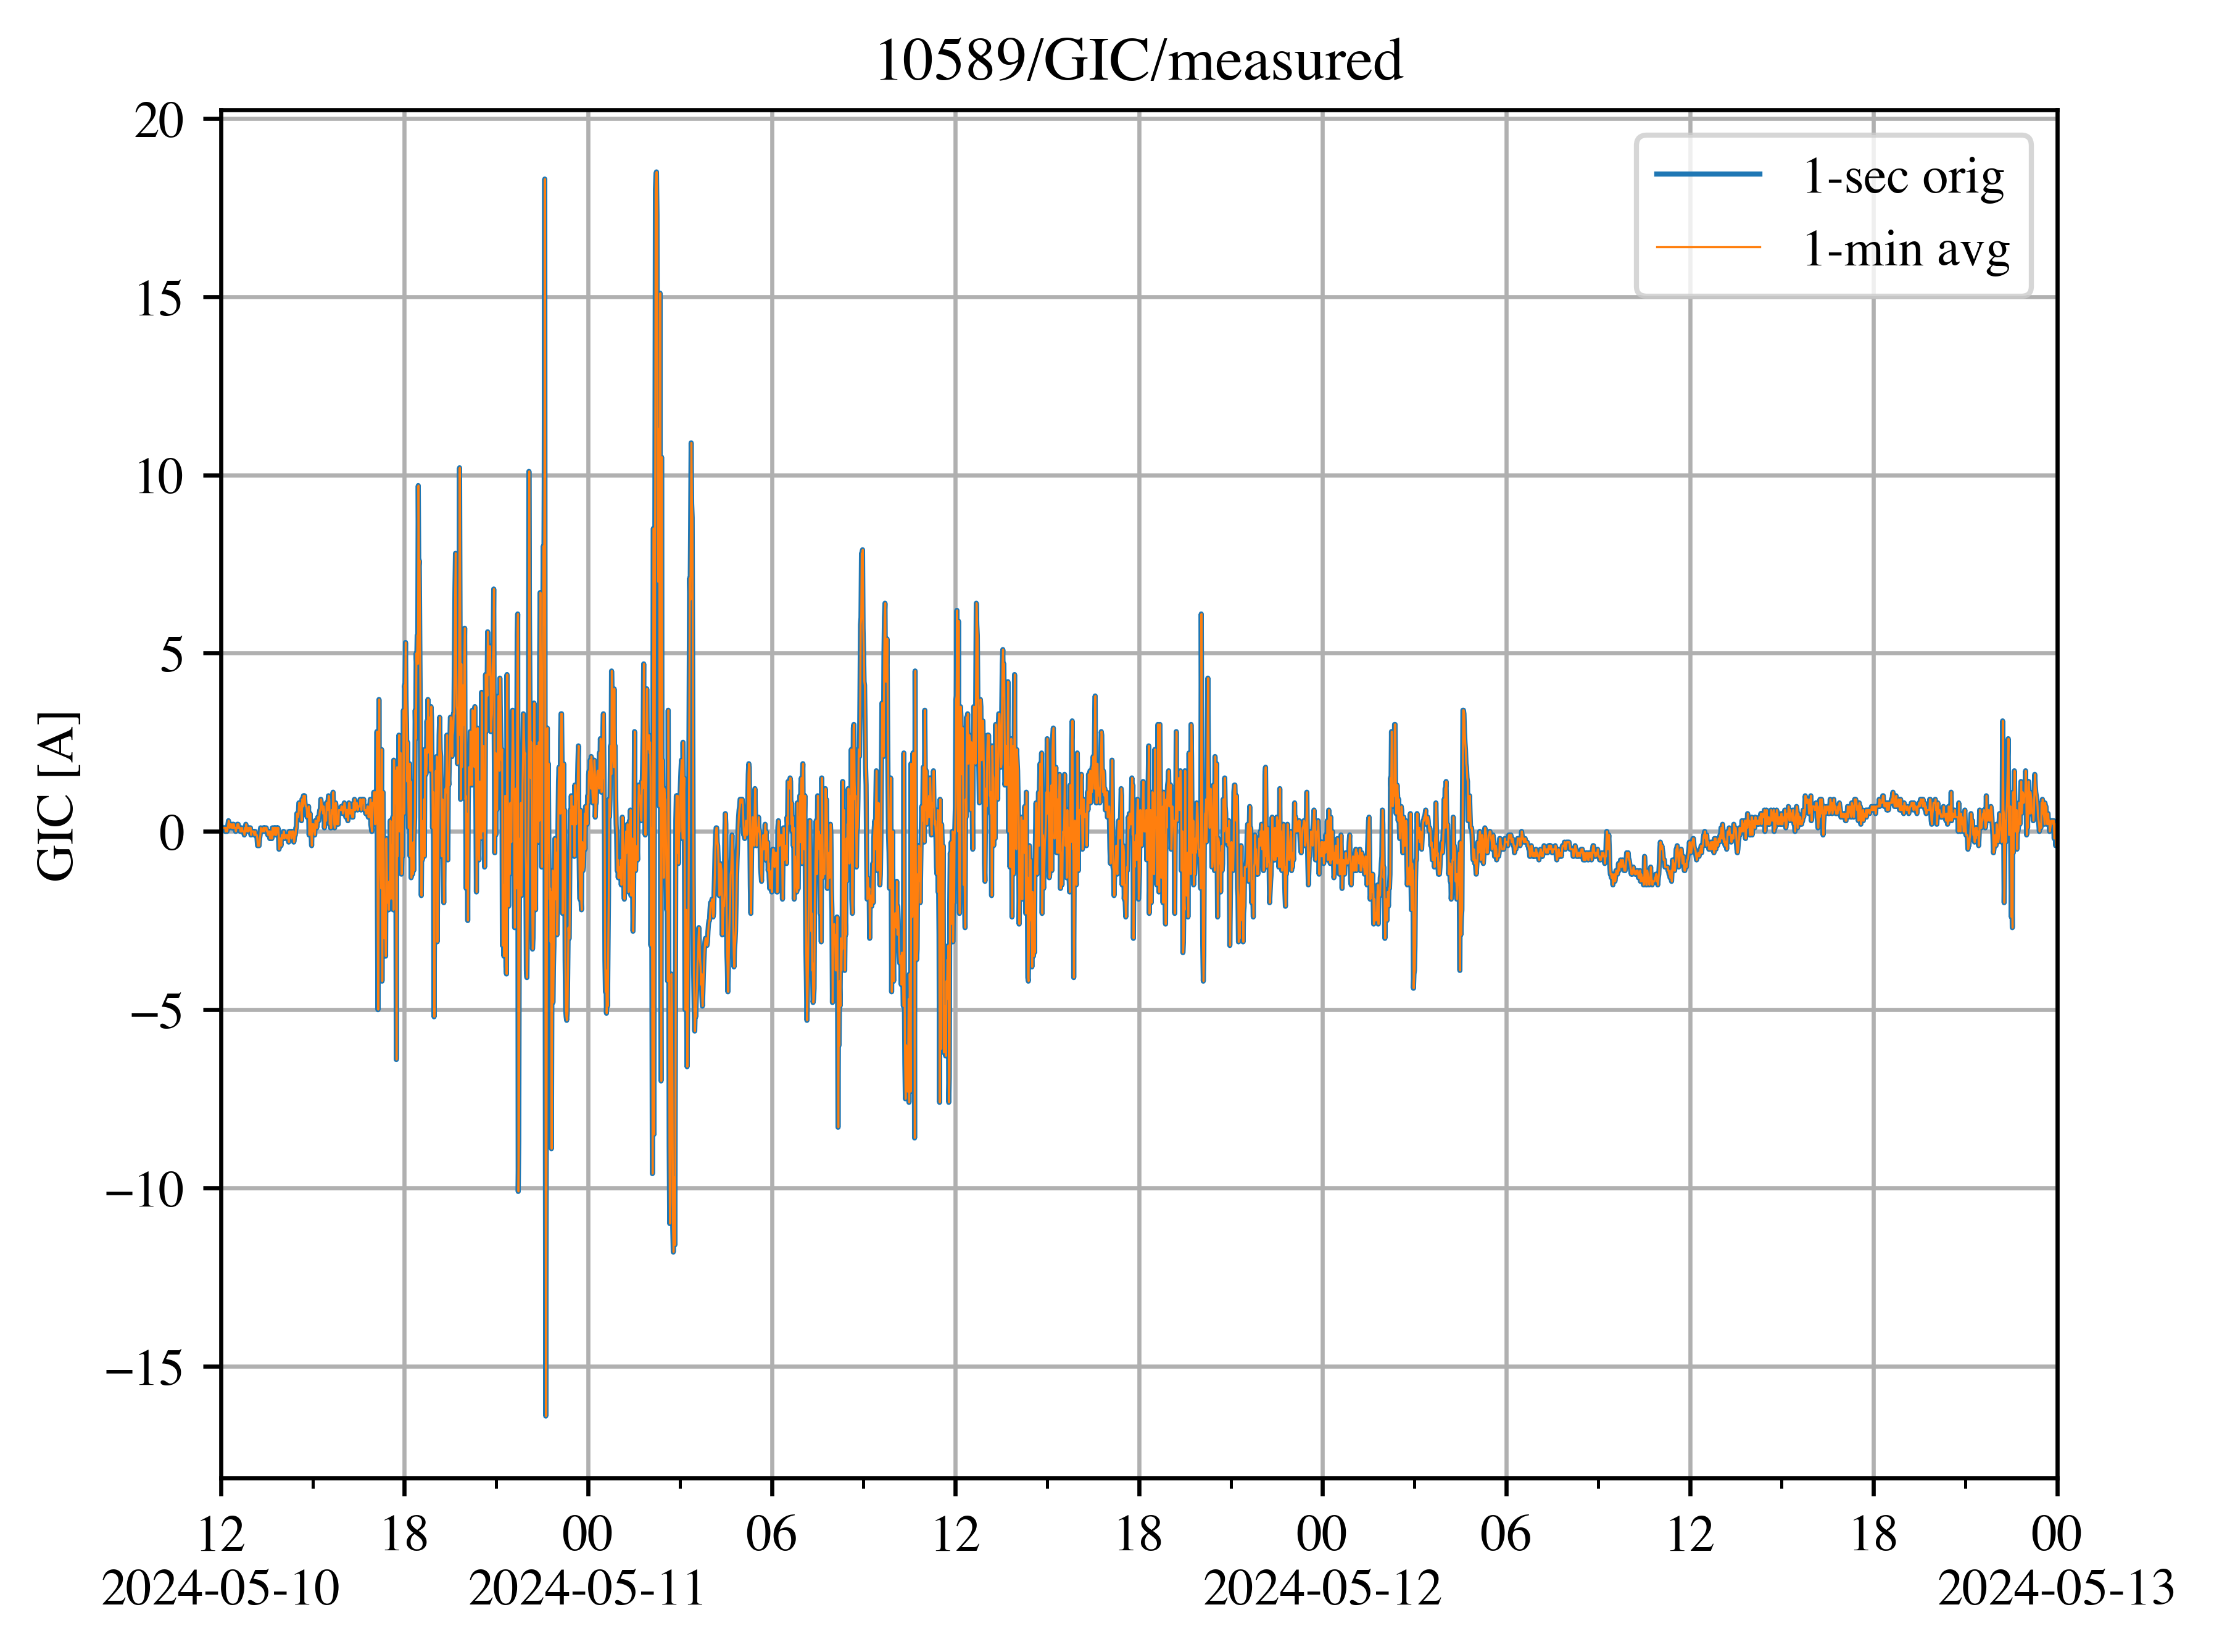 10589/GIC/measured
20
15
10
5
0
−5
−10
−15
GIC [A]
1-sec orig
1-min avg
12 18 00 06 12 18 00 06 12 18 00
2024-05-10 2024-05-11 2024-05-12 2024-05-13